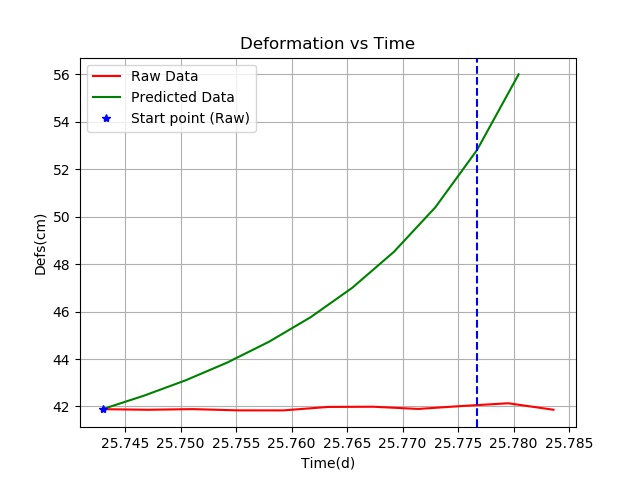 Deformation vs Time
Raw Data
Predicted Data
Start point (Raw)
Defs(cm)
56
54
52
50
48
46
44
42
25.745 25.750 25.755 25.760 25.765 25.770 25.775 25.780 25.785
Time(d)